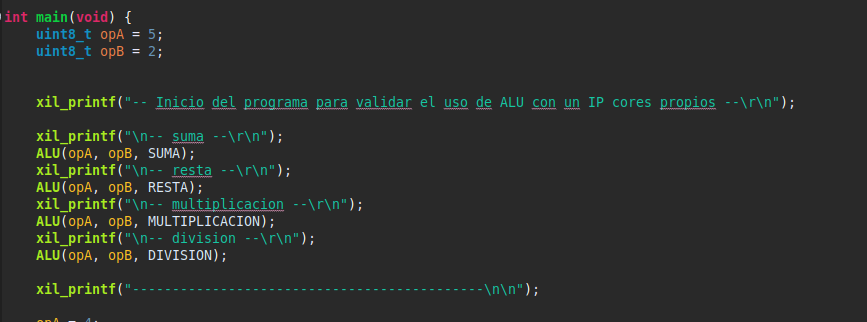 int main(void) {
uint8_t opA = 5;
uint8_t opB = 2;
xil_printf("-- Inicio del programa para validar el uso de ALU con un IP cores propios --\r\n");
xil_printf("\n-- suma --\r\n");
ALU(opA, opB, SUMA);
xil_printf("\n-- resta --\r\n");
ALU(opA, opB, RESTA);
xil_printf("\n-- multiplicacion --\r\n");
ALU(opA, opB, MULTIPLICACION);
xil_printf("\n-- division --\r\n");
ALU(opA, opB, DIVISION);
xil_printf("--------------------------------------------\n\n");
opA = 4;